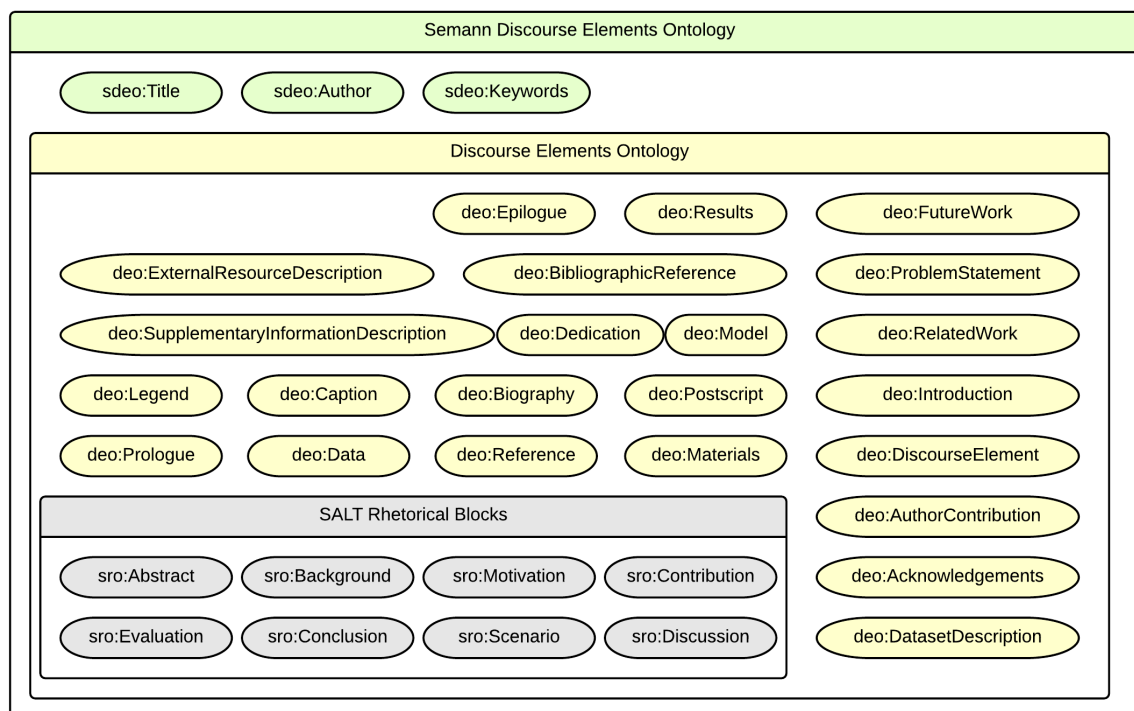 Semann Discourse Elements Ontology
sdeo:Title sdeo:Author sdeo:Keywords
Discourse Elements Ontology
deo:Epilogue deo:Results deo:FutureWork
deo:ExternalResourceDescription deo:BibliographicReference deo:ProblemStatement
deo:SupplementaryInformationDescription deo:Dedication deo:Model deo:RelatedWork
deo:Legend deo:Caption deo:Biography deo:Postscript deo:Introduction
deo:Prologue deo:Data deo:Reference deo:Materials deo:DiscourseElement
SALT Rhetorical Blocks deo:AuthorContribution
sro:Abstract sro:Background sro:Motivation sro:Contribution deo:Acknowledgements
sro:Evaluation sro:Conclusion sro:Scenario sro:Discussion deo:DatasetDescription